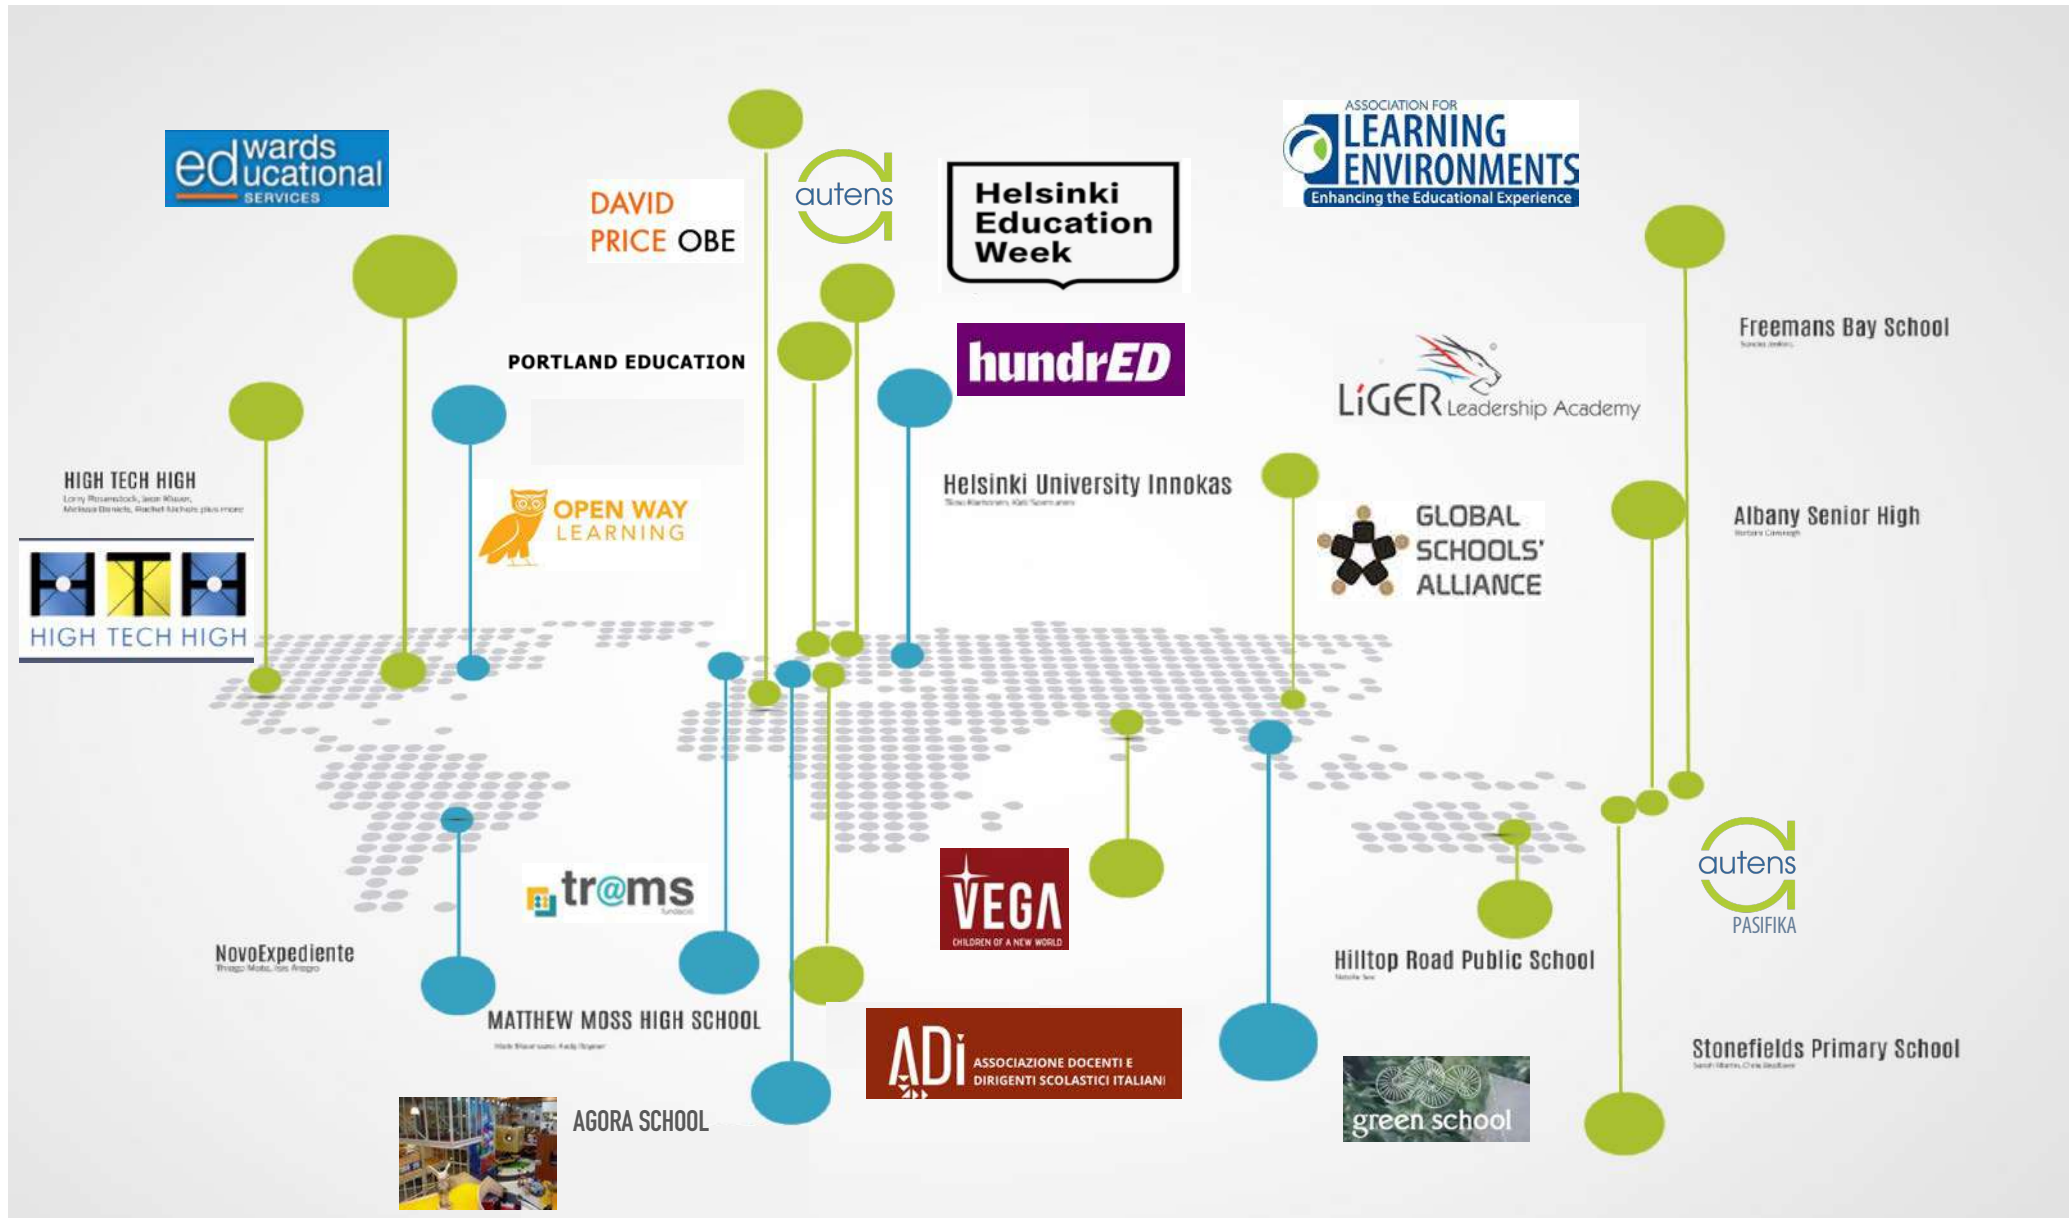 edwards
educational
SERVICES
DAVID
PRICE OBE
autens
Helsinki
Education
Week
ASSOCIATION FOR
LEARNING
ENVIRONMENTS
Enhancing the Educational Experience
PORTLAND EDUCATION
hundrED
LiGER Leadership Academy
Freemans Bay School
HIGH TECH HIGH
HTH
HIGH TECH HIGH
OPEN WAY
LEARNING
Helsinki University Innokas
GLOBAL
SCHOOLS'
ALLIANCE
Albany Senior High
tr@ms
fundació
VEGA
CHILDREN OF A NEW WORLD
autens
PASIFIKA
NovoExpediente
Hilltop Road Public School
MATTHEW MOSS HIGH SCHOOL
ADi
ASSOCIAZIONE DOCENTI E
DIRIGENTI SCOLASTICI ITALIANI
Stonefields Primary School
green school
AGORA SCHOOL